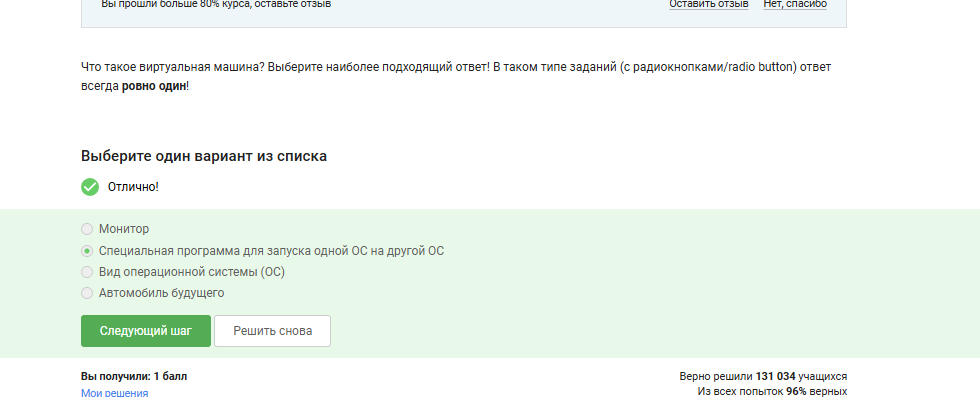 Вы прошли больше 80% курса, оставьте отзыв Оставить отзыв Нет, спасибо
Что такое виртуальная машина? Выберите наиболее подходящий ответ! В таком типе заданий (с радиокнопками/radio button) ответ
всегда ровно один!
Выберите один вариант из списка
Отлично!
Монитор
Специальная программа для запуска одной ОС на другой ОС
Вид операционной системы (ОС)
Автомобиль будущего
Следующий шаг Решить снова
Вы получили: 1 балл Верно решили 131 034 учащихся
Мои решения Из всех попыток 96% верных